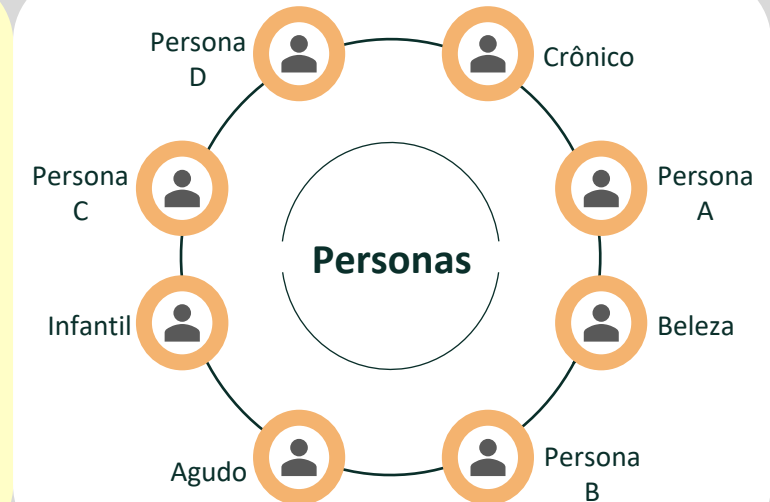 Persona
D
Crônico
Persona
C
Persona
A
Personas
Infantil
Beleza
Agudo
Persona
B